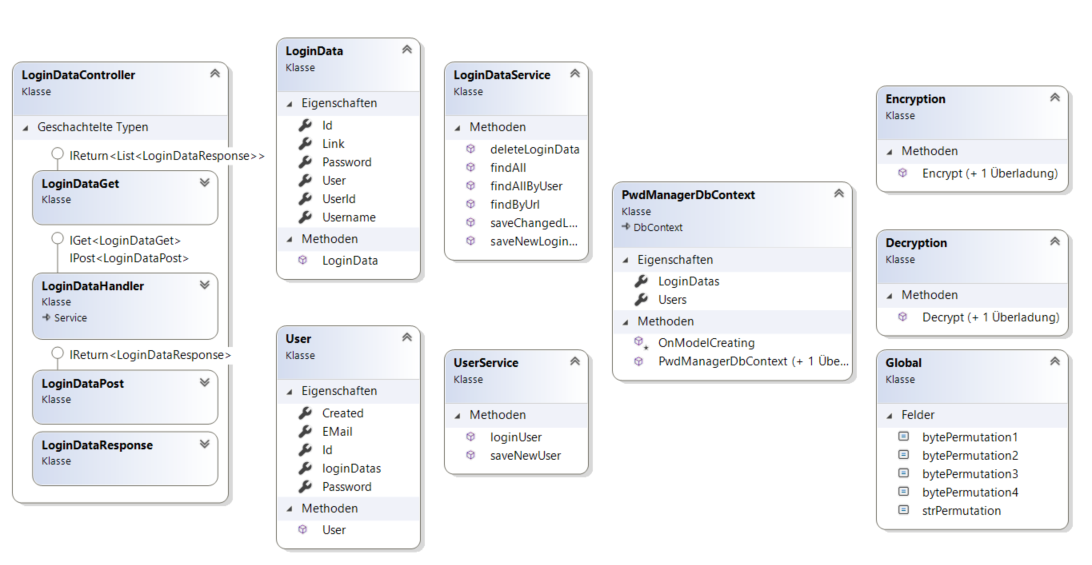 LoginDataController
Klasse
Geschachtelte Typen
IReturn<List<LoginDataResponse>>
LoginDataGet
Klasse
IGet<LoginDataGet>
IPost<LoginDataPost>
LoginDataHandler
Klasse
Service
IReturn<LoginDataResponse>
LoginDataPost
Klasse
LoginDataResponse
Klasse
LoginData
Klasse
Eigenschaften
Id
Link
Password
User
UserId
Username
Methoden
LoginData
User
Klasse
Eigenschaften
Created
EMail
Id
loginDatas
Password
Methoden
User
LoginDataService
Klasse
Methoden
deleteLoginData
findAll
findAllByUser
findByUrl
saveChangedL...
saveNewLogin...
UserService
Klasse
Methoden
loginUser
saveNewUser
PwdManagerDbContext
Klasse
DbContext
Eigenschaften
LoginDatas
Users
Methoden
OnModelCreating
PwdManagerDbContext (+ 1 Übe...
Encryption
Klasse
Methoden
Encrypt (+ 1 Überladung)
Decryption
Klasse
Methoden
Decrypt (+ 1 Überladung)
Global
Klasse
Felder
bytePermutation1
bytePermutation2
bytePermutation3
bytePermutation4
strPermutation